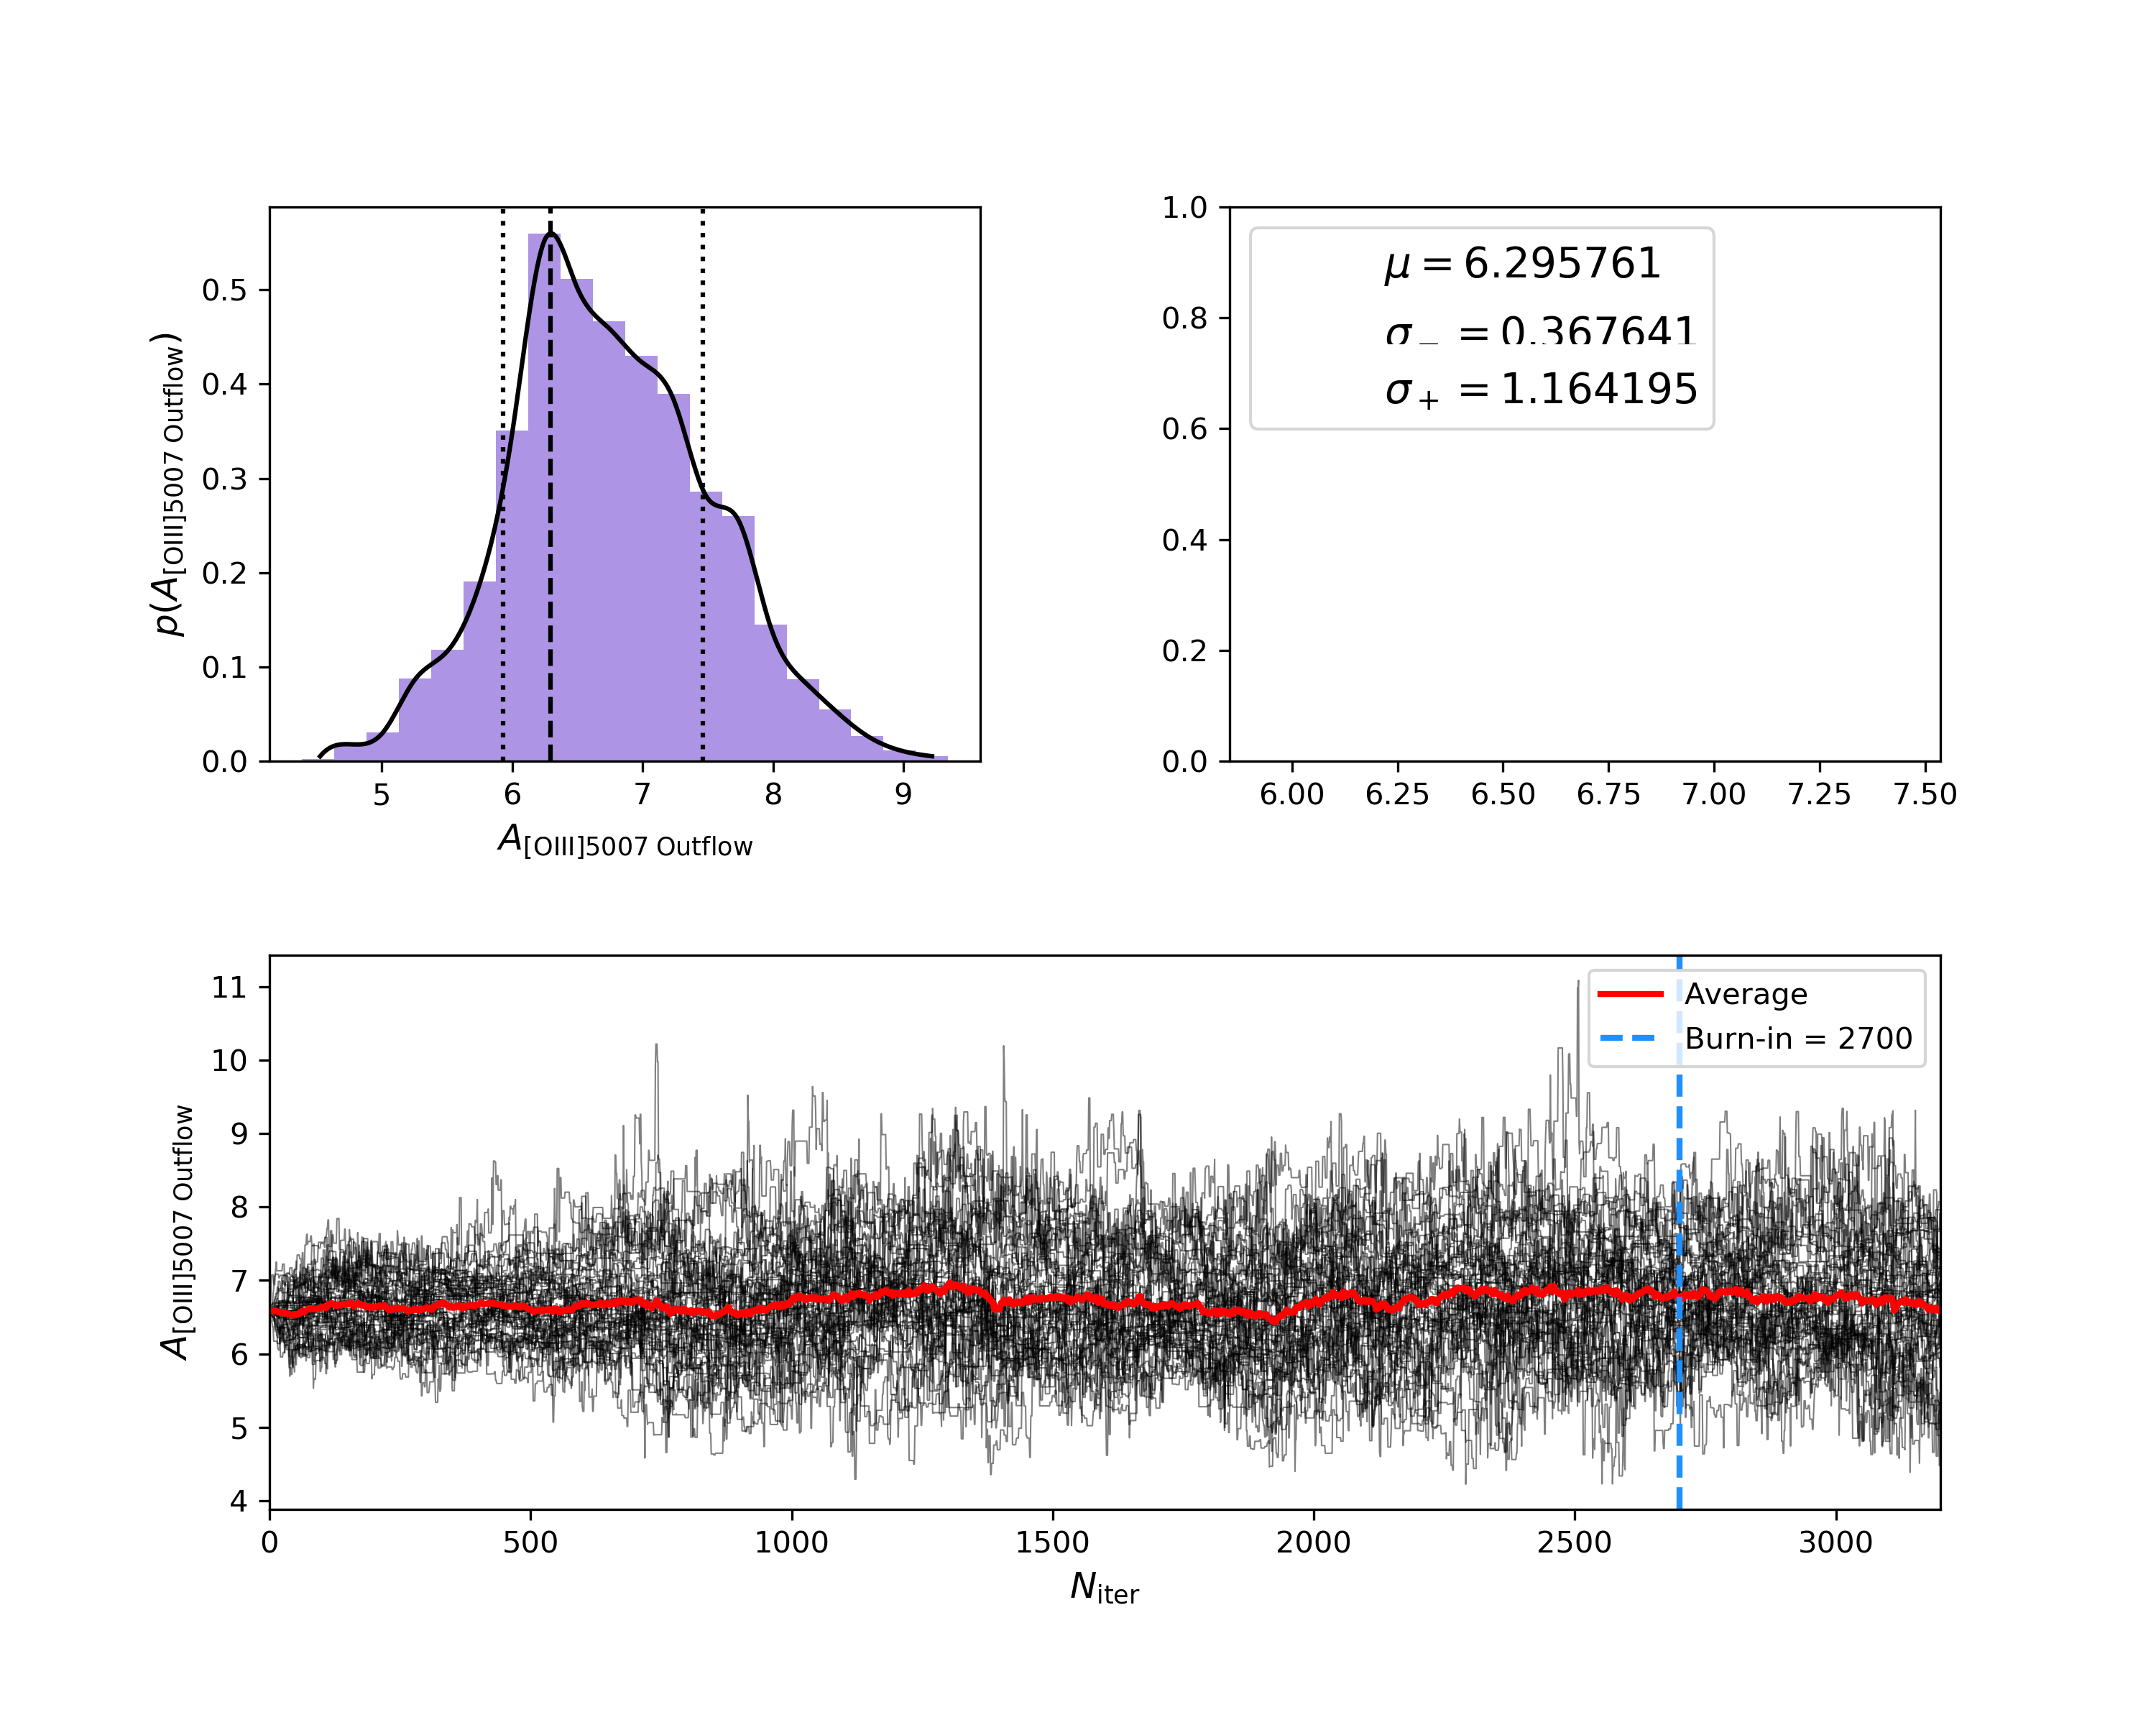 p(A[OIII]5007 Outflow)
0.5
0.4
0.3
0.2
0.1
0.0
5 6 7 8 9
A[OIII]5007 Outflow
1.0
0.8
0.6
0.4
0.2
0.0
μ = 6.295761
σ− = 0.367641
σ+ = 1.164195
6.00 6.25 6.50 6.75 7.00 7.25 7.50
A[OIII]5007 Outflow
11
10
9
8
7
6
5
4
Average
Burn-in = 2700
0 500 1000 1500 2000 2500 3000
Niter